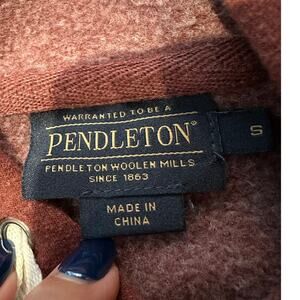 WARRANTED TO BE A
PENDLETON®
PENDLETON WOOLEN MILLS
SINCE 1863
S
MADE IN
CHINA